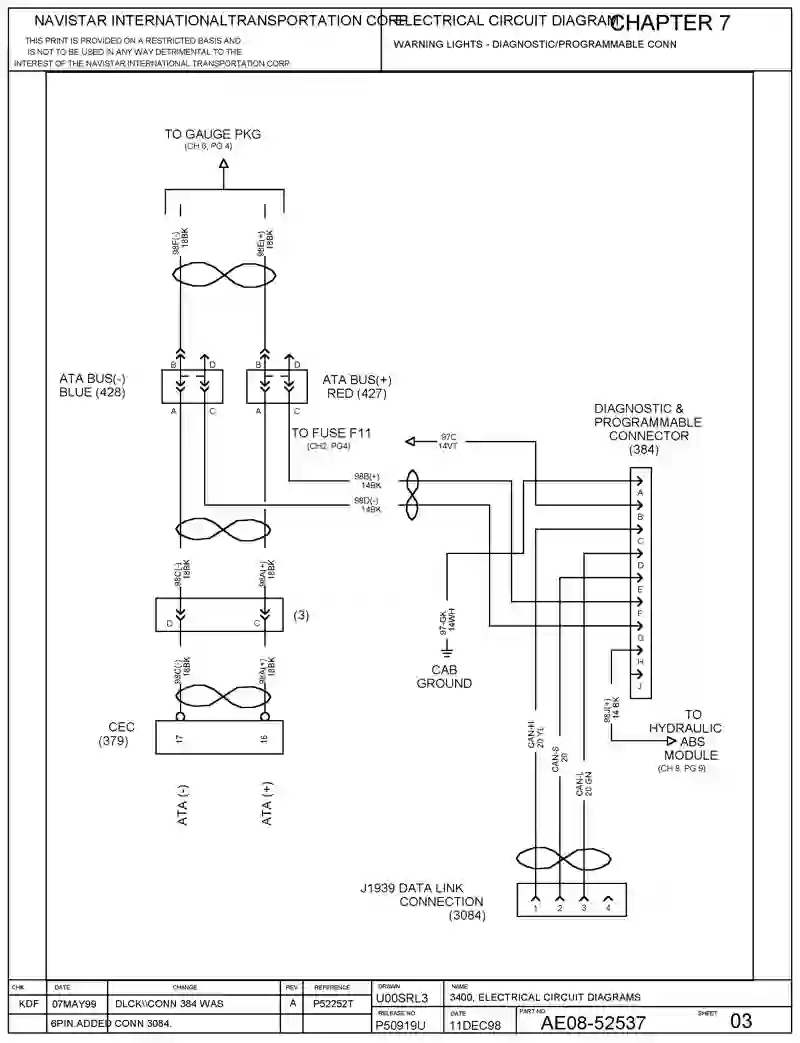 NAVISTAR INTERNATIONALTRANSPORTATION CORP.
THIS PRINT IS PROVIDED ON A RESTRICTED BASIS AND
IS NOT TO BE USED IN ANY WAY DETRIMENTAL TO THE
INTEREST OF THE NAVISTAR INTERNATIONAL TRANSPORTATION CORP.
ELECTRICAL CIRCUIT DIAGRAM
CHAPTER 7
WARNING LIGHTS - DIAGNOSTIC/PROGRAMMABLE CONN
TO GAUGE PKG
(CH 6, PG 4)
98F(-)
18BK
98E(+)
18BK
B
D
B
D
ATA BUS(-)
BLUE (428)
ATA BUS(+)
RED (427)
A
C
A
C
TO FUSE F11
(CH2, PG4)
97C
14VT
DIAGNOSTIC &
PROGRAMMABLE
CONNECTOR
(384)
98B(+)
14BK
98D(-)
14BK
A
B
C
D
E
F
G
H
J
98C(-)
18BK
98A(+)
18BK
D
C
(3)
97-GK
14WH
CAB
GROUND
98C(-)
18BK
98A(+)
18BK
CEC
(379)
17
16
ATA (-)
ATA (+)
98J(+)
14 BK
TO
HYDRAULIC
ABS
MODULE
(CH 8, PG 9)
CAN-H
20 YL
CAN-S
20
CAN-L
20 GN
J1939 DATA LINK
CONNECTION
(3084)
1
2
3
4
CHK
DATE
CHANGE
REV
REFERENCE
DRAWN
NAME
KDF
07MAY99
DLCK\\CONN 384 WAS
A
P52252T
U00SRL3
3400, ELECTRICAL CIRCUIT DIAGRAMS
6PIN.ADDED CONN 3084.
RELEASE NO
P50919U
DATE
11DEC98
PART NO.
AE08-52537
SHEET
03